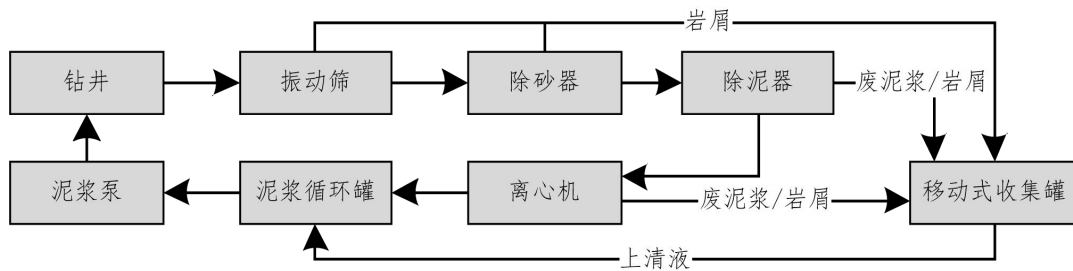 岩屑
钻井
振动筛
除砂器
除泥器
废泥浆/岩屑
泥浆泵
泥浆循环罐
离心机
废泥浆/岩屑
移动式收集罐
上清液